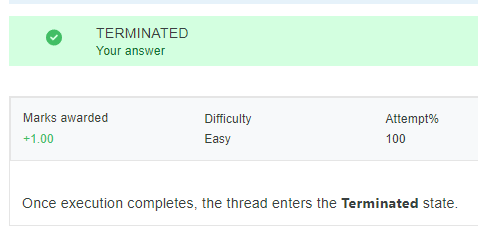 TERMINATED
Your answer
Marks awarded Difficulty Attempt%
+1.00 Easy 100
Once execution completes, the thread enters the Terminated state.